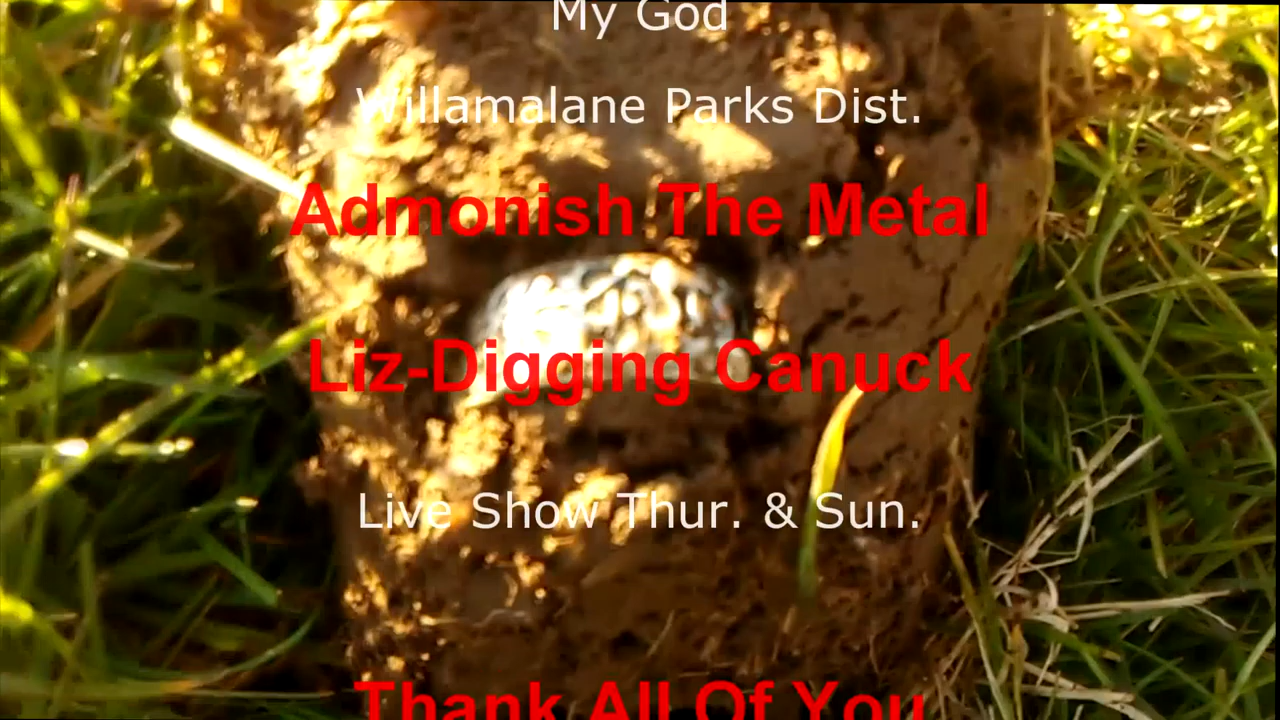 My God
Willamalane Parks Dist.
Admonish The Metal
Liz-Digging Canuck
Live Show Thur. & Sun.
Thank All Of You